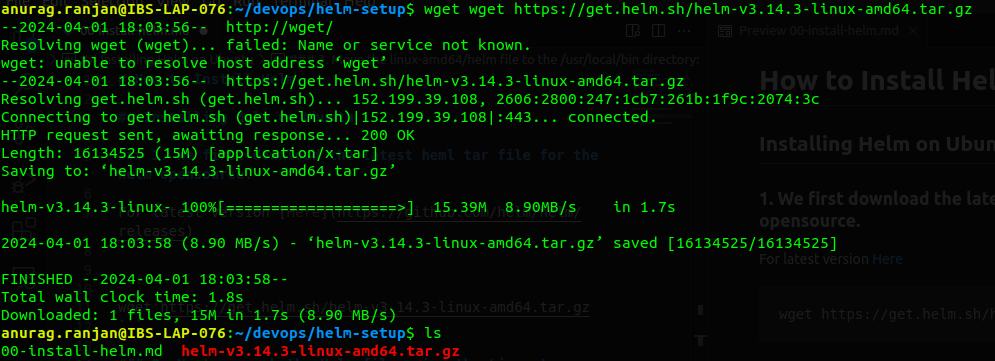 anurag.ranjan@IBS-LAP-076:~/devops/helm-setup$ wget wget https://get.helm.sh/helm-v3.14.3-linux-amd64.tar.gz
--2024-04-01 18:03:56--  http://wget/
Resolving wget (wget)... failed: Name or service not known.
wget: unable to resolve host address ‘wget’
--2024-04-01 18:03:56--  https://get.helm.sh/helm-v3.14.3-linux-amd64.tar.gz
Resolving get.helm.sh (get.helm.sh)... 152.199.39.108, 2606:2800:247:1cb7:261b:1f9c:2074:3c
Connecting to get.helm.sh (get.helm.sh)|152.199.39.108|:443... connected.
HTTP request sent, awaiting response... 200 OK
Length: 16134525 (15M) [application/x-tar]
Saving to: ‘helm-v3.14.3-linux-amd64.tar.gz’
helm-v3.14.3-linux- 100%[===================>]  15.39M  8.90MB/s    in 1.7s
2024-04-01 18:03:58 (8.90 MB/s) - ‘helm-v3.14.3-linux-amd64.tar.gz’ saved [16134525/16134525]
FINISHED --2024-04-01 18:03:58--
Total wall clock time: 1.8s
Downloaded: 1 files, 15M in 1.7s (8.90 MB/s)
anurag.ranjan@IBS-LAP-076:~/devops/helm-setup$ ls
00-install-helm.md  helm-v3.14.3-linux-amd64.tar.gz
Preview 00-install-helm.md
How to Install Hel
Installing Helm on Ubun
1. We first download the late
opensource.
For latest version Here
wget https://get.helm.sh/h